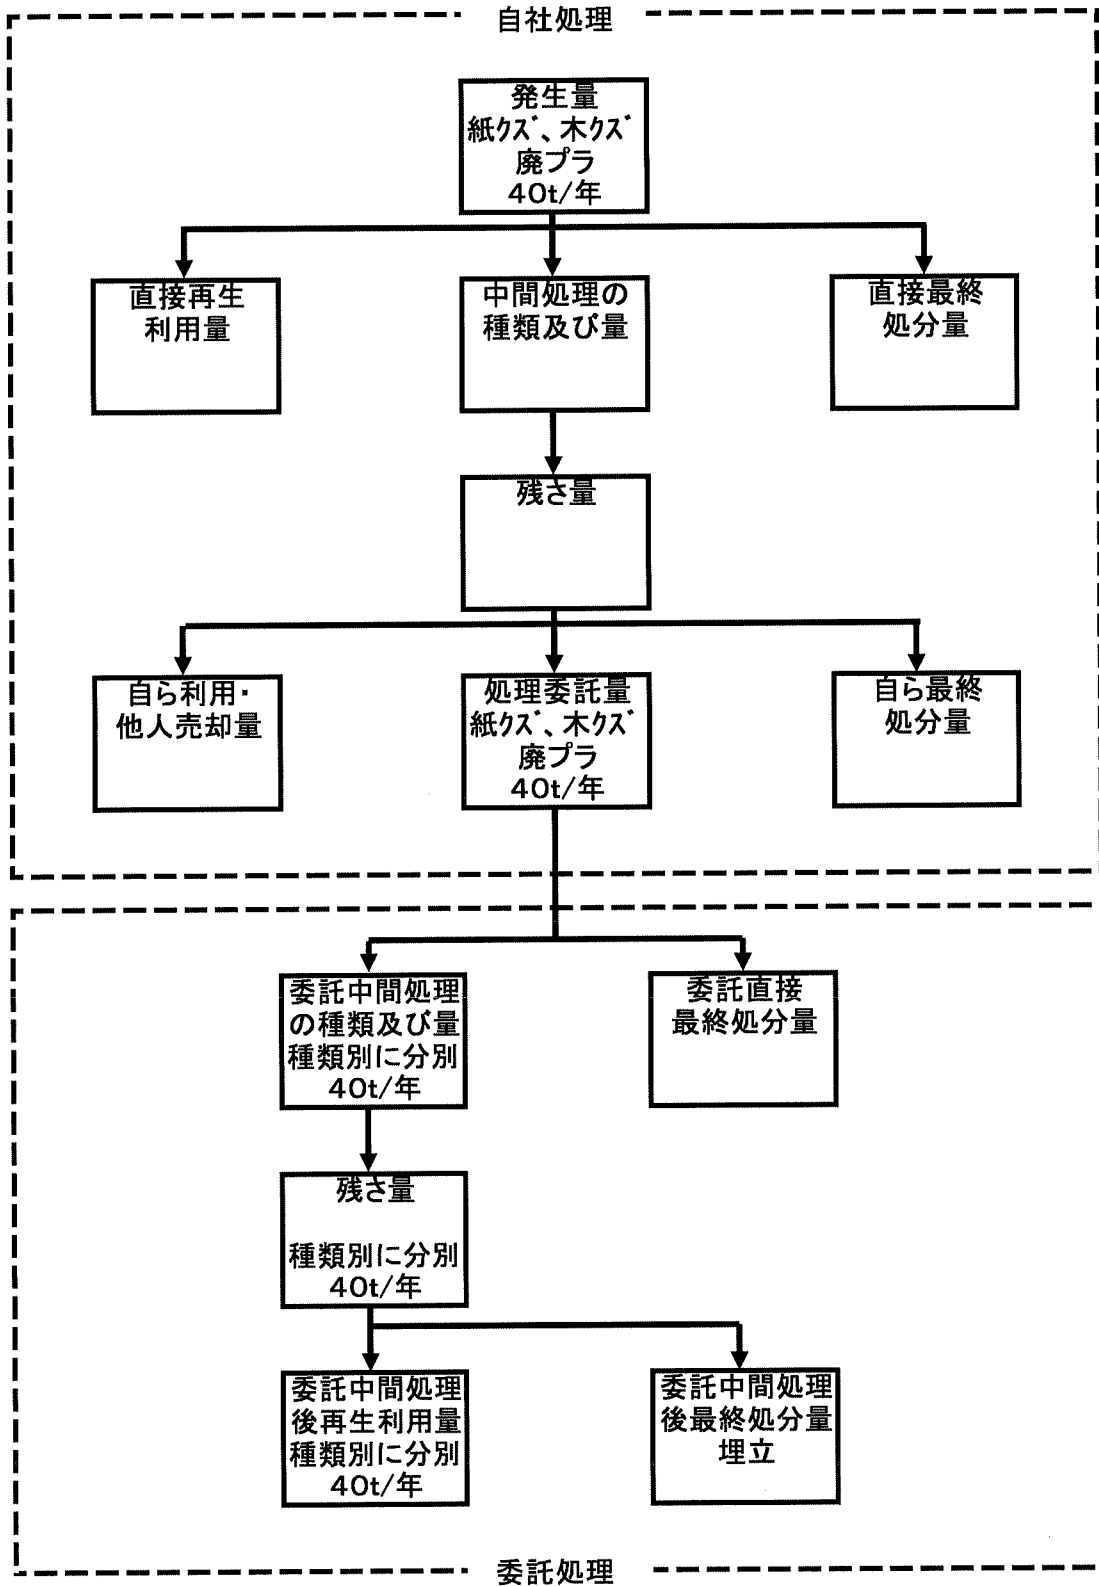 自社処理
発生量
紙クズ、木クズ
廃プラ
40t/年
直接再生
利用量
中間処理の
種類及び量
直接最終
処分量
残さ量
自ら利用・
他人売却量
処理委託量
紙クズ、木クズ
廃プラ
40t/年
自ら最終
処分量
委託中間処理
の種類及び量
種類別に分別
40t/年
委託直接
最終処分量
残さ量
種類別に分別
40t/年
委託中間処理
後再生利用量
種類別に分別
40t/年
委託中間処理
後最終処分量
埋立
委託処理